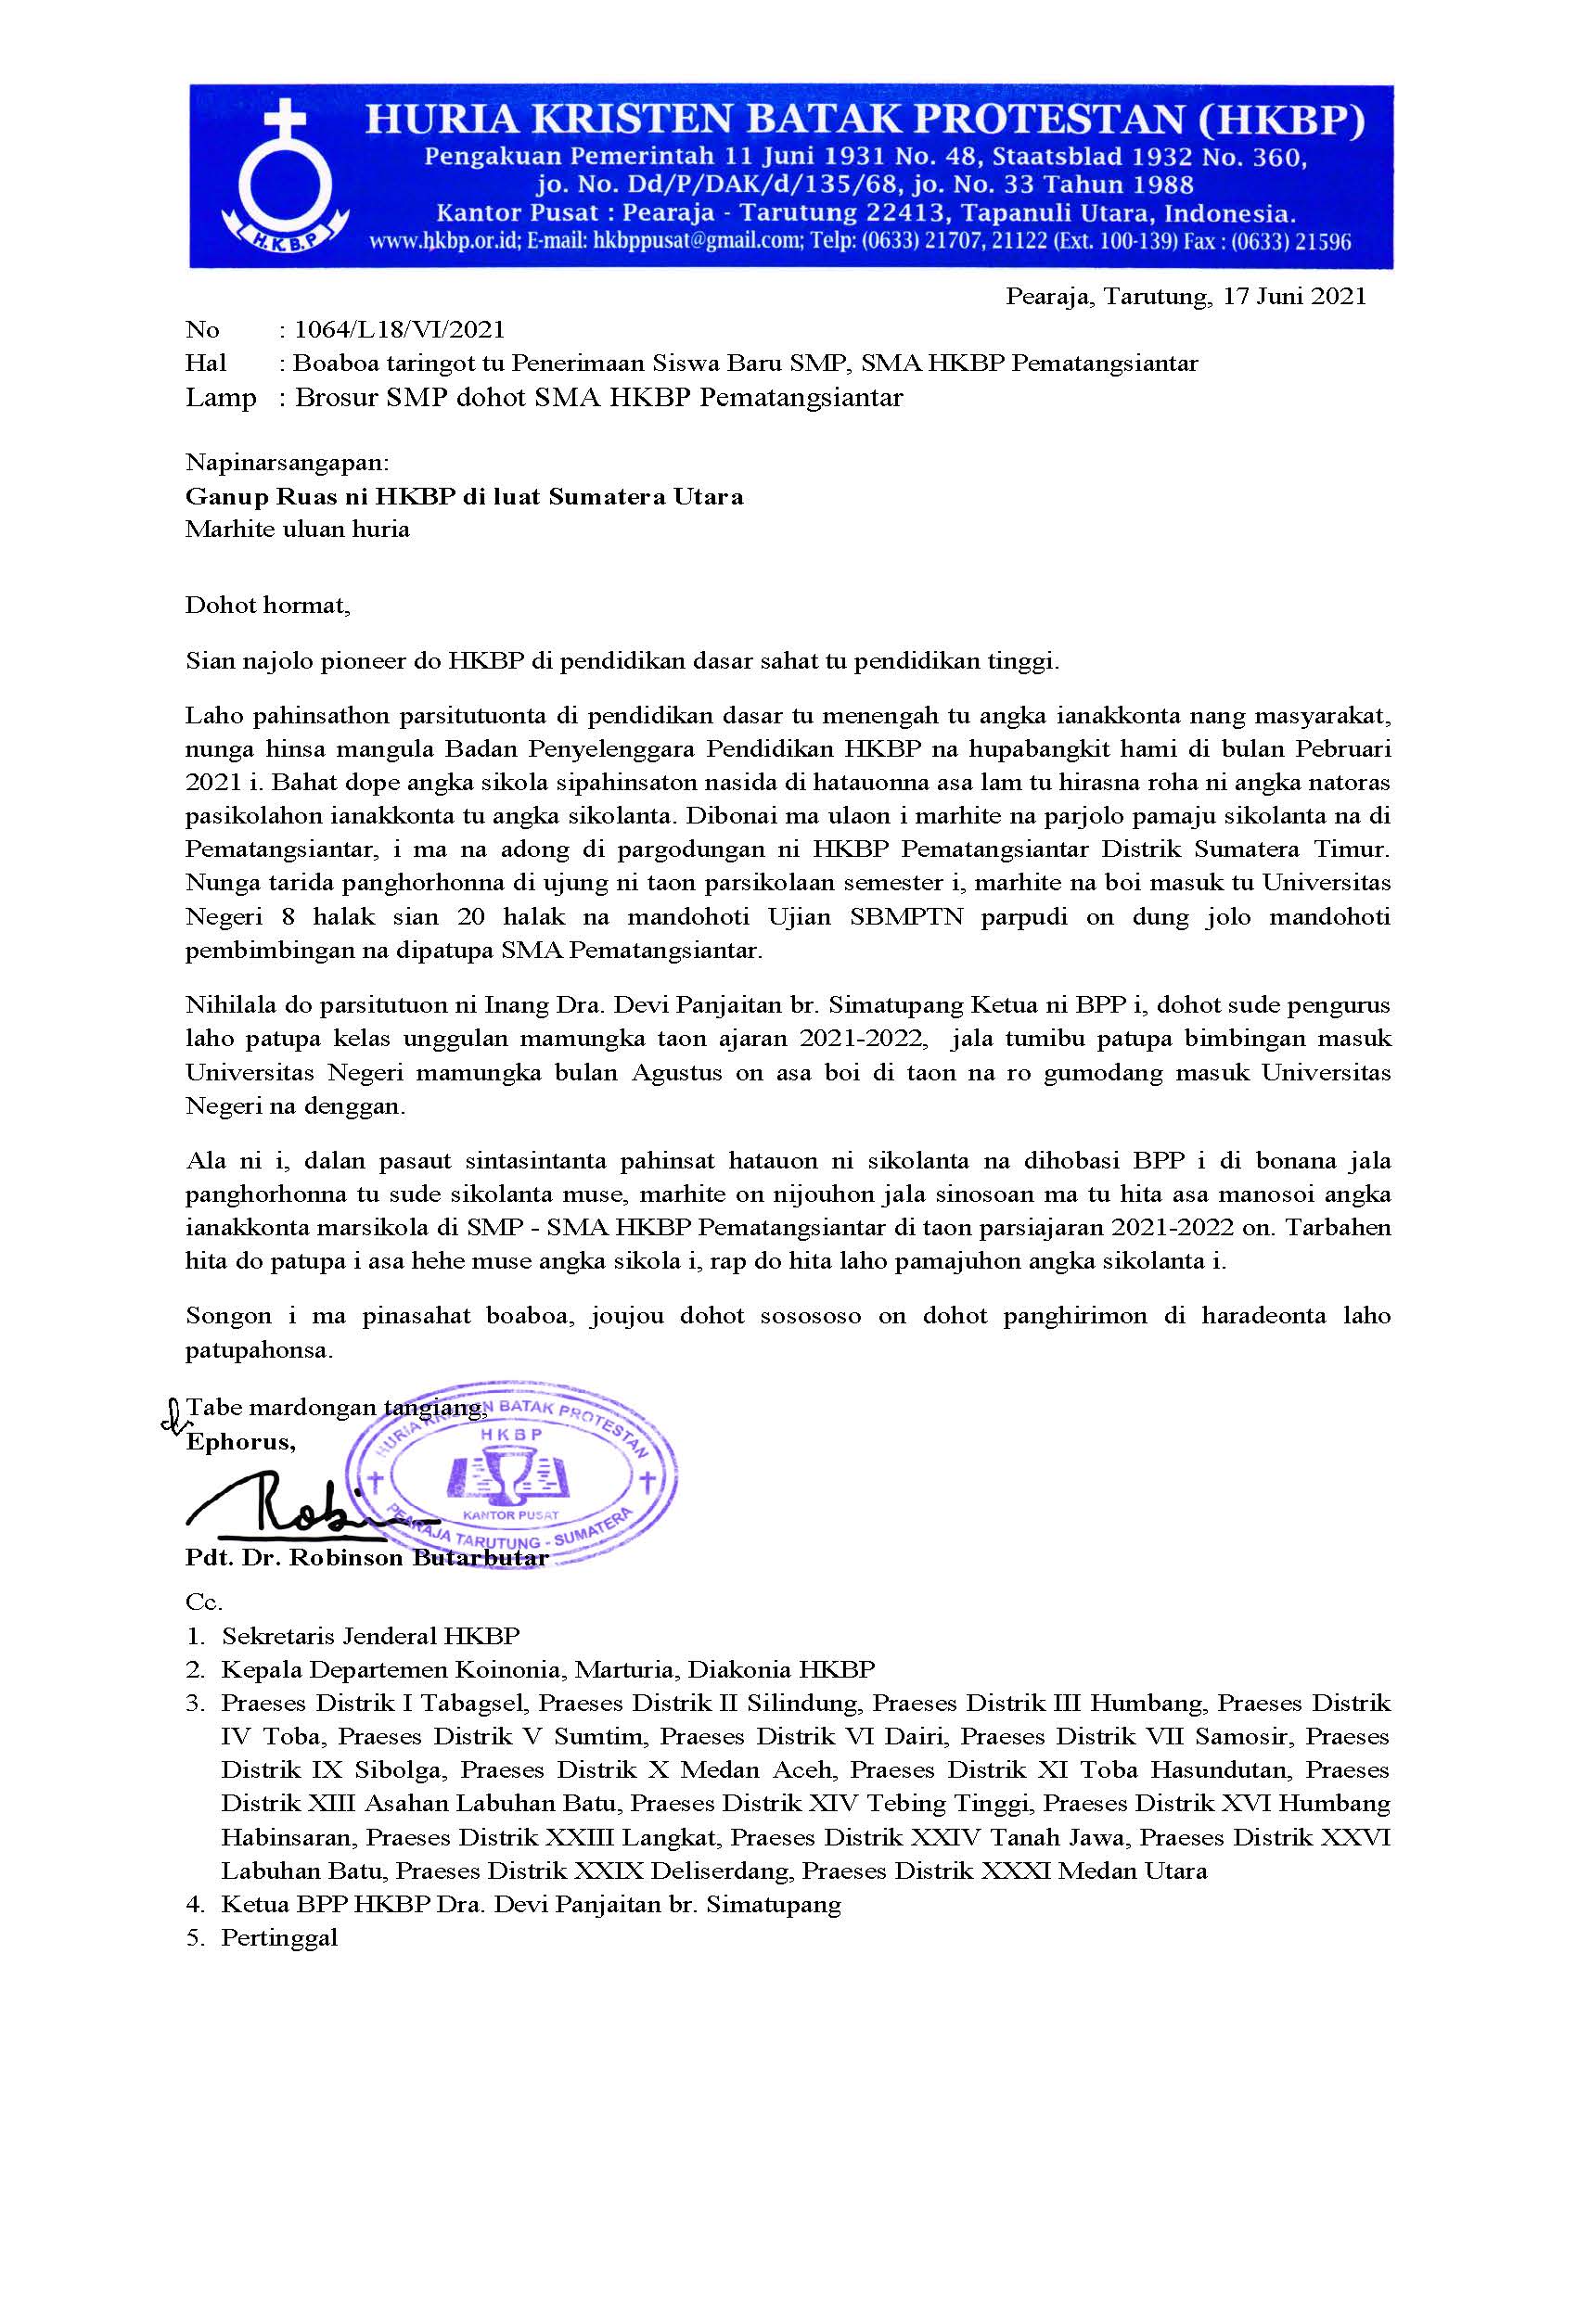 HURIA KRISTEN BATAK PROTESTAN (HKBP)
Pengakuan Pemerintah 11 Juni 1931 No. 48, Staatsblad 1932 No. 360,
jo. No. Dd/P/DAK/d/135/68, jo. No. 33 Tahun 1988
Kantor Pusat : Pearaja - Tarutung 22413, Tapanuli Utara, Indonesia.
www.hkbp.or.id; E-mail: hkbppusat@gmail.com; Telp: (0633) 21707, 21122 (Ext. 100-139) Fax : (0633) 21596
H.K.B.P
Pearaja, Tarutung, 17 Juni 2021
No : 1064/L18/VI/2021
Hal : Boaboa taringot tu Penerimaan Siswa Baru SMP, SMA HKBP Pematangsiantar
Lamp : Brosur SMP dohot SMA HKBP Pematangsiantar
Napinarsangapan:
Ganup Ruas ni HKBP di luat Sumatera Utara
Marhite uluan huria
Dohot hormat,
Sian najolo pioneer do HKBP di pendidikan dasar sahat tu pendidikan tinggi.
Laho pahinsathon parsitutuonta di pendidikan dasar tu menengah tu angka ianakkonta nang masyarakat,
nunga hinsa mangula Badan Penyelenggara Pendidikan HKBP na hupabangkit hami di bulan Pebruari
2021 i. Bahat dope angka sikola sipahinsaton nasida di hatauonna asa lam tu hirasna roha ni angka natoras
pasikolahon ianakkonta tu angka sikolanta. Dibonai ma ulaon i marhite na parjolo pamaju sikolanta na di
Pematangsiantar, i ma na adong di pargodungan ni HKBP Pematangsiantar Distrik Sumatera Timur.
Nunga tarida panghorhonna di ujung ni taon parsikolaan semester i, marhite na boi masuk tu Universitas
Negeri 8 halak sian 20 halak na mandohoti Ujian SBMPTN parpudi on dung jolo mandohoti
pembimbingan na dipatupa SMA Pematangsiantar.
Nihilala do parsitutuon ni Inang Dra. Devi Panjaitan br. Simatupang Ketua ni BPP i, dohot sude pengurus
laho patupa kelas unggulan mamungka taon ajaran 2021-2022, jala tumibu patupa bimbingan masuk
Universitas Negeri mamungka bulan Agustus on asa boi di taon na ro gumodang masuk Universitas
Negeri na denggan.
Ala ni i, dalan pasaut sintasintanta pahinsat hatauon ni sikolanta na dihobasi BPP i di bonana jala
panghorhonna tu sude sikolanta muse, marhite on nijouhon jala sinosoan ma tu hita asa manosoi angka
ianakkonta marsikola di SMP - SMA HKBP Pematangsiantar di taon parsiajaran 2021-2022 on. Tarbahen
hita do patupa i asa hehe muse angka sikola i, rap do hita laho pamajuhon angka sikolanta i.
Songon i ma pinasahat boaboa, joujou dohot sosososo on dohot panghirimon di haradeonta laho
patupahonsa.
Tabe mardongan tangiang,
Ephorus,
HURIA KRISTEN BATAK PROTESTAN
HKBP
KANTOR PUSAT
PEARAJA TARUTUNG - SUMATERA
Pdt. Dr. Robinson Butarbutar
Cc.
1. Sekretaris Jenderal HKBP
2. Kepala Departemen Koinonia, Marturia, Diakonia HKBP
3. Praeses Distrik I Tabagsel, Praeses Distrik II Silindung, Praeses Distrik III Humbang, Praeses Distrik
IV Toba, Praeses Distrik V Sumtim, Praeses Distrik VI Dairi, Praeses Distrik VII Samosir, Praeses
Distrik IX Sibolga, Praeses Distrik X Medan Aceh, Praeses Distrik XI Toba Hasundutan, Praeses
Distrik XIII Asahan Labuhan Batu, Praeses Distrik XIV Tebing Tinggi, Praeses Distrik XVI Humbang
Habinsaran, Praeses Distrik XXIII Langkat, Praeses Distrik XXIV Tanah Jawa, Praeses Distrik XXVI
Labuhan Batu, Praeses Distrik XXIX Deliserdang, Praeses Distrik XXXI Medan Utara
4. Ketua BPP HKBP Dra. Devi Panjaitan br. Simatupang
5. Pertinggal